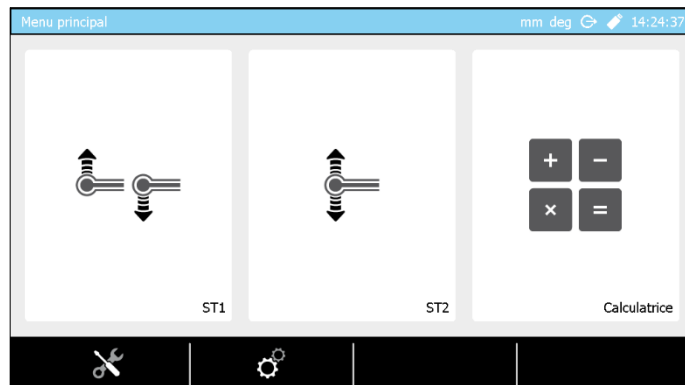 Menu principal mm deg 14:24:37
+ −
× =
ST1 ST2 Calculatrice